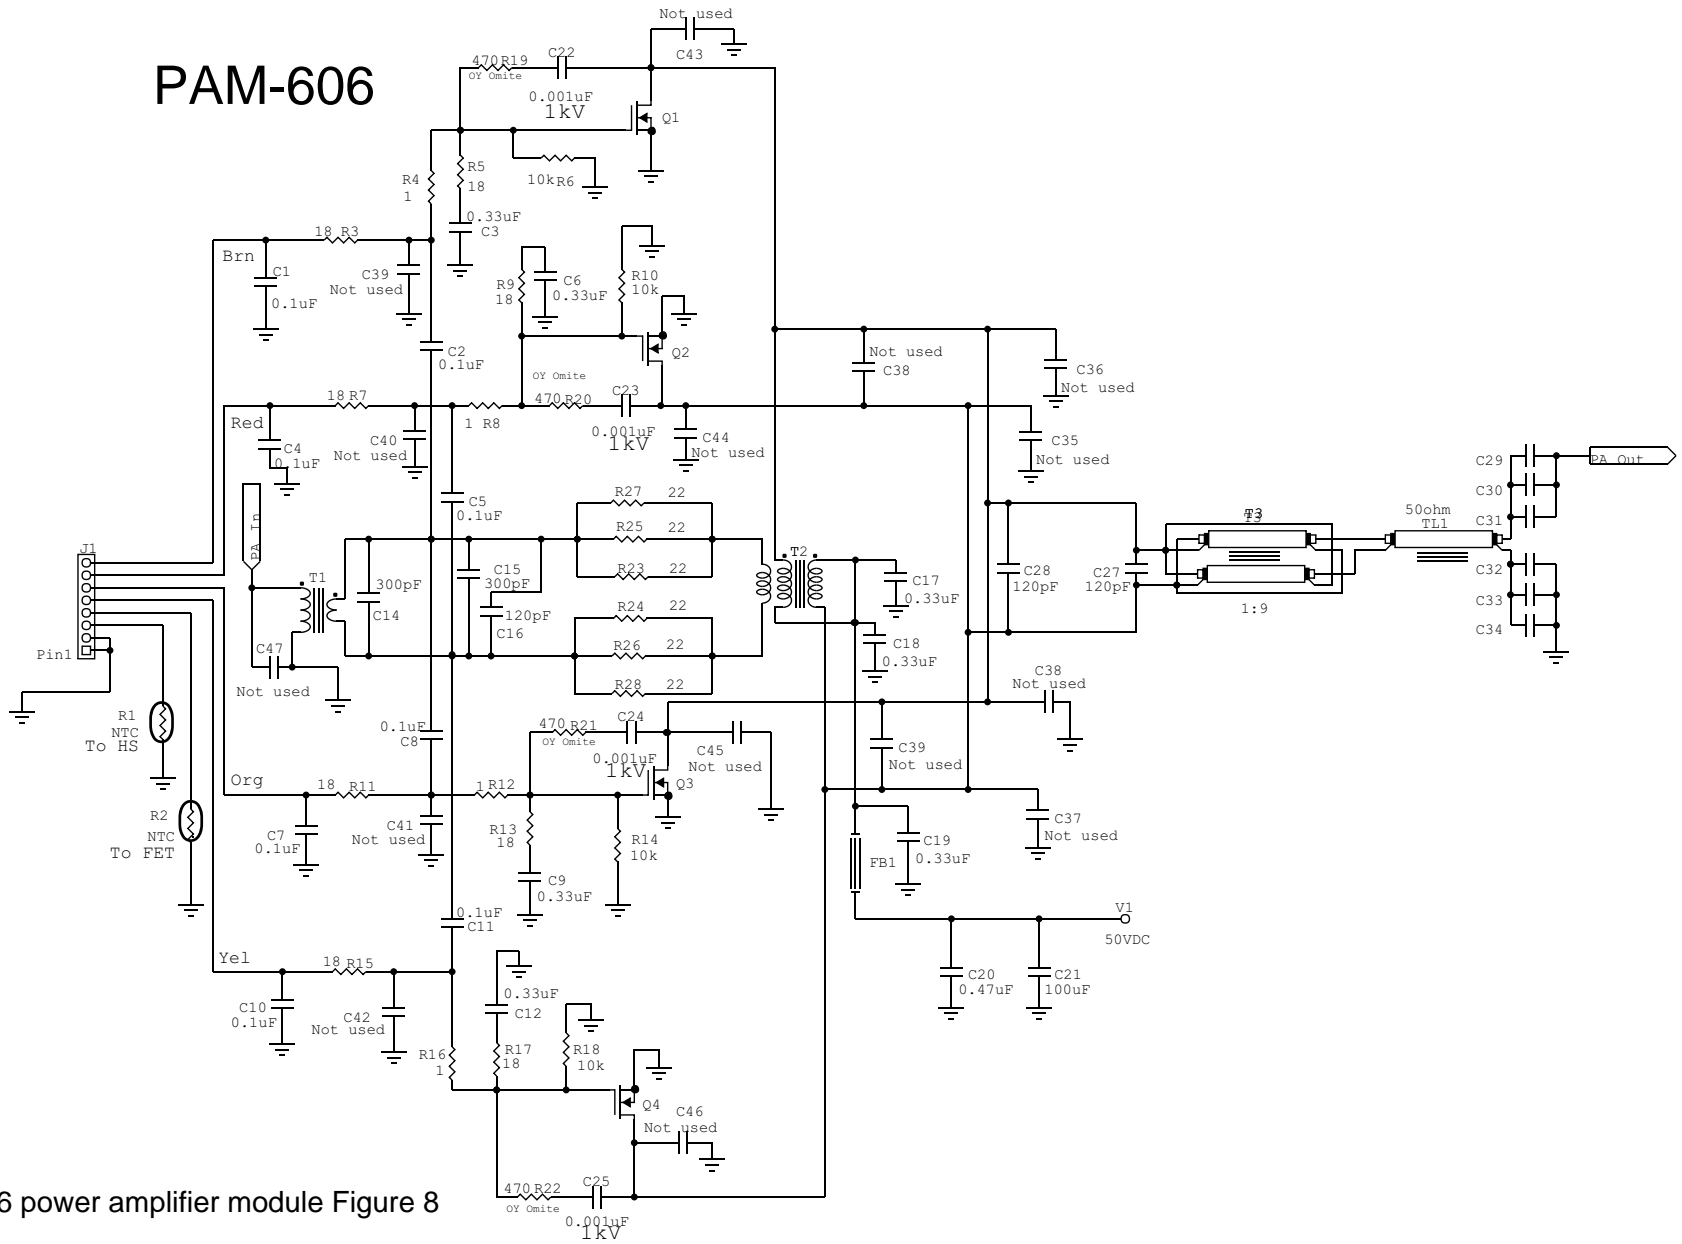 PAM-606
Not used
C43
470 R19
OY Omite
C22
0.001uF
1kV
Q1
R4
1
R5
18
10k R6
0.33uF
C3
18 R3
Brn
C1
0.1uF
C39
Not used
R9
18
C6
0.33uF
R10
10k
C2
0.1uF
Q2
OY Omite
18 R7
Red
1 R8
470 R20
C23
0.001uF
1kV
C4
0.1uF
C40
Not used
C44
Not used
Not used
C38
C36
Not used
C35
Not used
PA In
C5
0.1uF
R27 22
R25 22
R23 22
R24 22
R26 22
R28 22
J1
Pin1
T1
300pF
C14
C15
300pF
120pF
C16
C47
Not used
T2
C17
0.33uF
C18
0.33uF
C28
120pF
C27
120pF
T3
1:9
50ohm
TL1
C29
C30
C31
C32
C33
C34
PA Out
R1
NTC
To HS
R2
NTC
To FET
0.1uF
C8
470 R21
OY Omite
C24
0.001uF
1kV
C45
Not used
Q3
C38
Not used
C39
Not used
C37
Not used
Org
18 R11
C7
0.1uF
C41
Not used
1 R12
R13
18
C9
0.33uF
R14
10k
C19
0.33uF
FB1
V1
50VDC
C20
0.47uF
C21
100uF
0.1uF
C11
Yel
18 R15
C10
0.1uF
C42
Not used
0.33uF
C12
R16
1
R17
18
R18
10k
Q4
C46
Not used
470 R22
OY Omite
C25
0.001uF
1kV
6 power amplifier module Figure 8